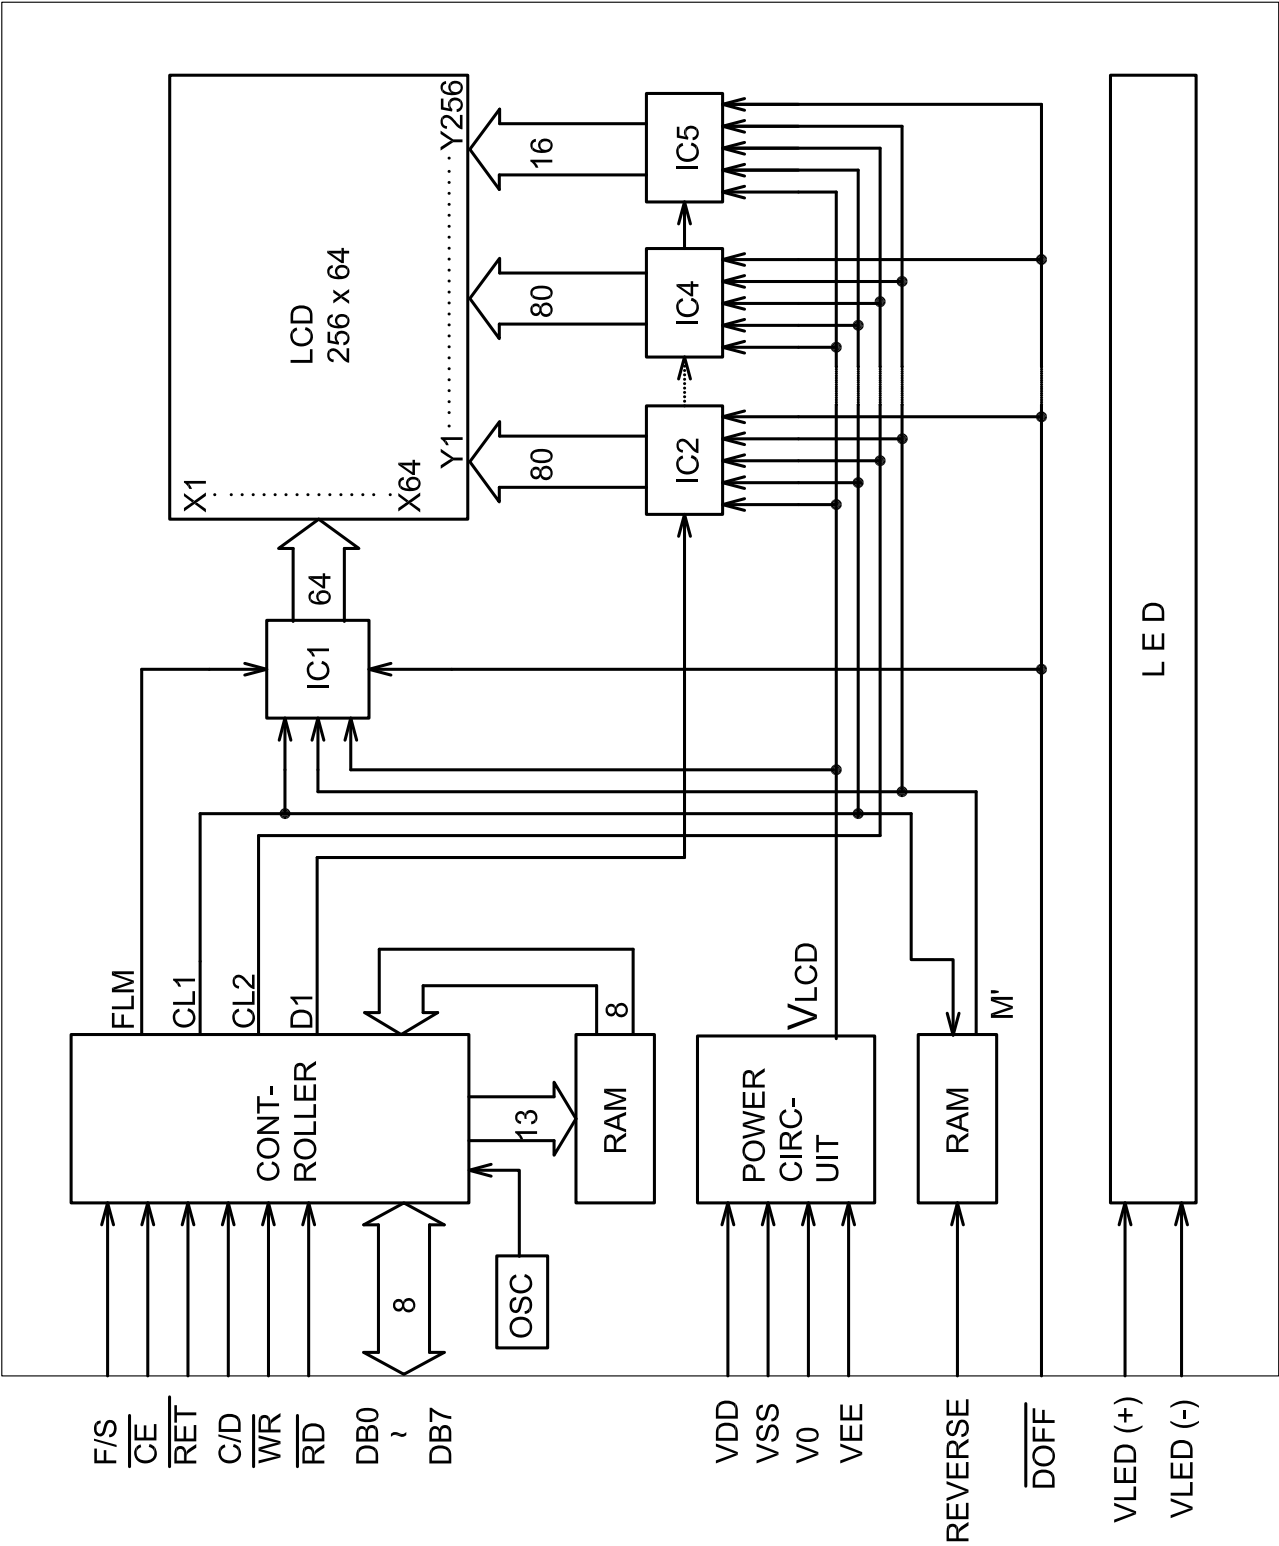 F/S
CE
RET
C/D
WR
RD
DB0
~
DB7
VDD
VSS
V0
VEE
REVERSE
DOFF
VLED (+)
VLED (-)
8
OSC
CONT-
ROLLER
13
RAM
8
POWER
CIRC-
UIT
RAM
FLM
CL1
CL2
D1
VLCD
M'
IC1
64
LCD
256 x 64
X1
X64
Y1
Y256
80
80
16
IC2
IC4
IC5
L E D